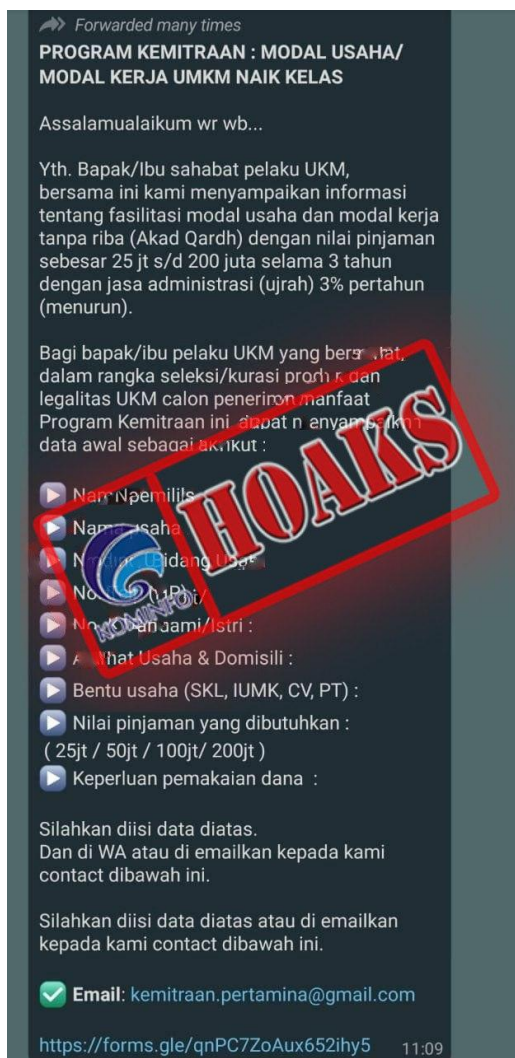 Forwarded many times
PROGRAM KEMITRAAN : MODAL USAHA/
MODAL KERJA UMKM NAIK KELAS
Assalamualaikum wr wb...
Yth. Bapak/Ibu sahabat pelaku UKM,
bersama ini kami menyampaikan informasi
tentang fasilitasi modal usaha dan modal kerja
tanpa riba (Akad Qardh) dengan nilai pinjaman
sebesar 25 jt s/d 200 juta selama 3 tahun
dengan jasa administrasi (ujrah) 3% pertahun
(menurun).
Bagi bapak/ibu pelaku UKM yang
dalam rangka seleksi/kurasi dan
legalitas UKM calon manfaat
Program Kemitraan ini
data awal sebagai
HOAKS
KOMINFO
Nama usaha
Bidang
Usaha & Domisili :
Bentu usaha (SKL, IUMK, CV, PT) :
Nilai pinjaman yang dibutuhkan :
( 25jt / 50jt / 100jt/ 200jt )
Keperluan pemakaian dana :
Silahkan diisi data diatas.
Dan di WA atau di emailkan kepada kami
contact dibawah ini.
Silahkan diisi data diatas atau di emailkan
kepada kami contact dibawah ini.
Email: kemitraan.pertamina@gmail.com
https://forms.gle/qnPC7ZoAux652ihy5 11:09